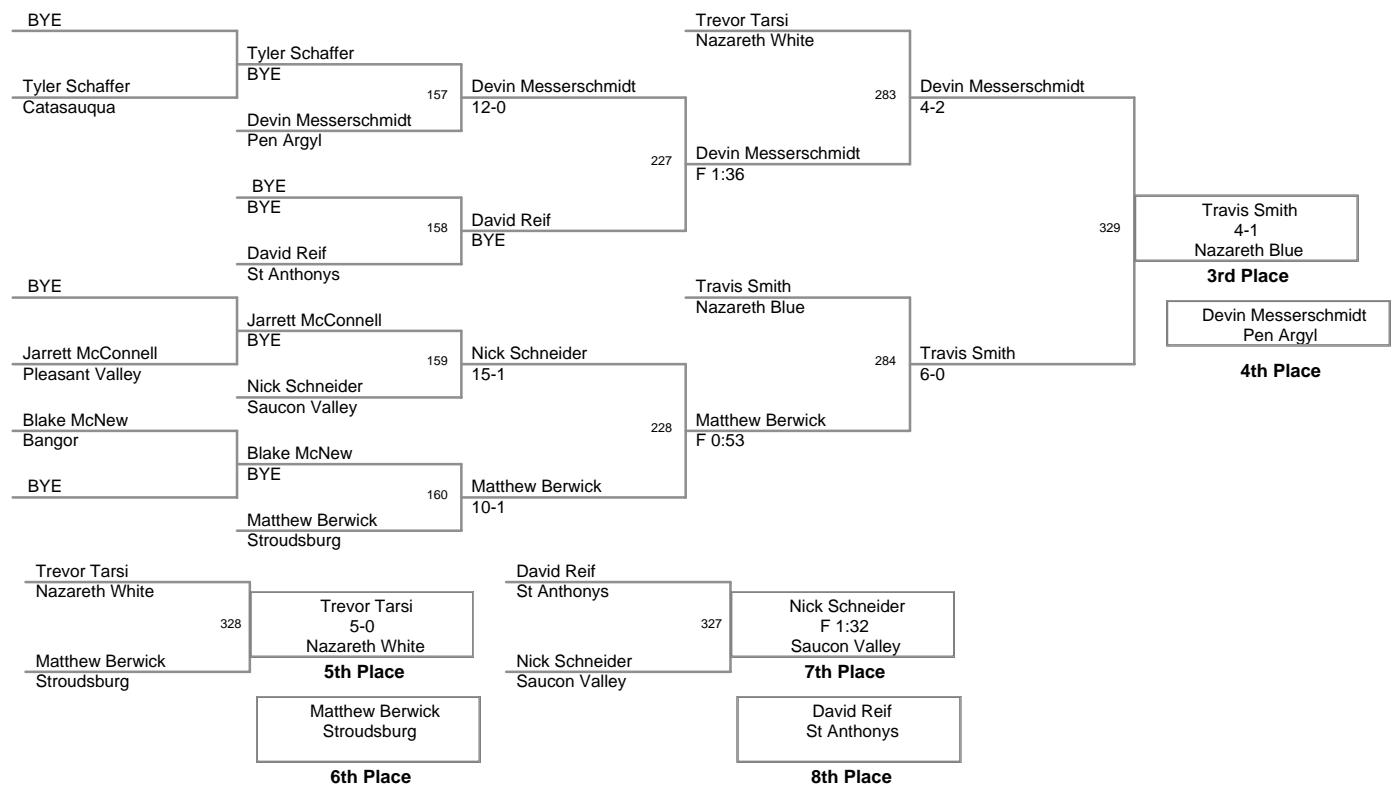 BYE
Trevor Tarsi
Nazareth White
Tyler Schaffer
BYE
Tyler Schaffer
Catasauqua
157
Devin Messerschmidt
12-0
283
Devin Messerschmidt
4-2
Devin Messerschmidt
Pen Argyl
227
Devin Messerschmidt
F 1:36
BYE
BYE
158
David Reif
BYE
David Reif
St Anthonys
329
Travis Smith
4-1
Nazareth Blue
3rd Place
BYE
Travis Smith
Nazareth Blue
Devin Messerschmidt
Pen Argyl
4th Place
Jarrett McConnell
BYE
Jarrett McConnell
Pleasant Valley
159
Nick Schneider
15-1
284
Travis Smith
6-0
Nick Schneider
Saucon Valley
Blake McNew
Bangor
228
Matthew Berwick
F 0:53
Blake McNew
BYE
BYE
160
Matthew Berwick
10-1
Matthew Berwick
Stroudsburg
Trevor Tarsi
Nazareth White
328
Trevor Tarsi
5-0
Nazareth White
Matthew Berwick
Stroudsburg
5th Place
Matthew Berwick
Stroudsburg
6th Place
David Reif
St Anthonys
327
Nick Schneider
F 1:32
Saucon Valley
Nick Schneider
Saucon Valley
7th Place
David Reif
St Anthonys
8th Place